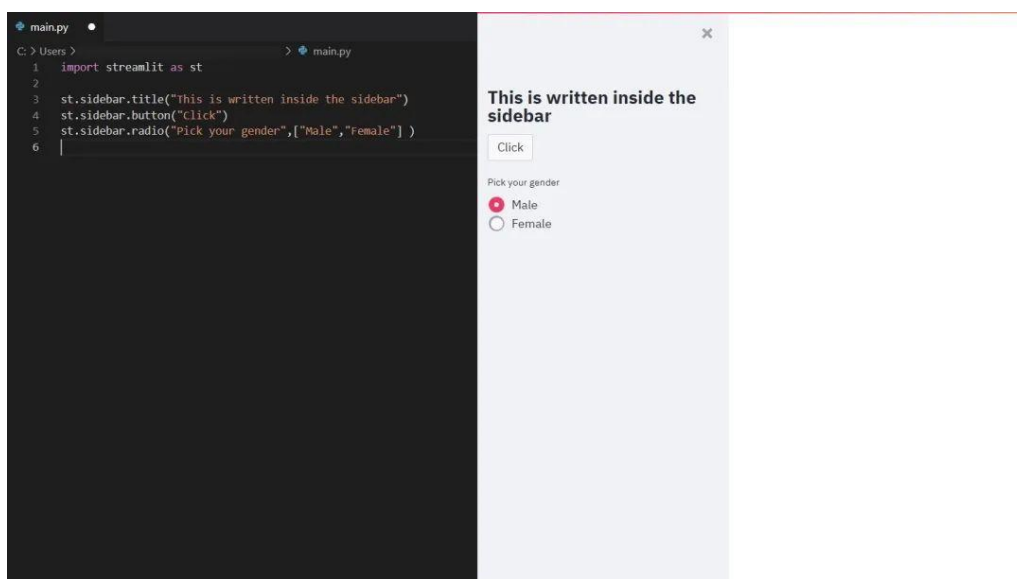 main.py
C: > Users > > main.py
1 import streamlit as st
2
3 st.sidebar.title("This is written inside the sidebar")
4 st.sidebar.button("Click")
5 st.sidebar.radio("Pick your gender",["Male","Female"] )
6
This is written inside the
sidebar
Click
Pick your gender
Male
Female